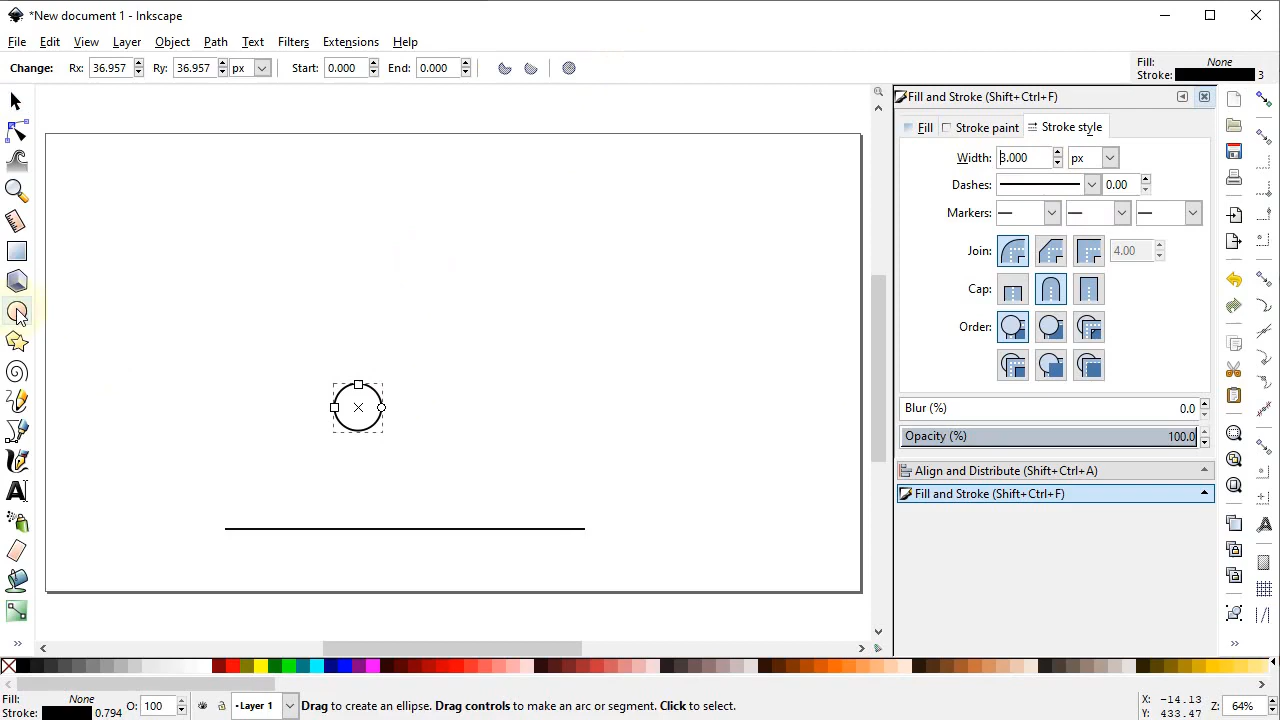 *New document 1 - Inkscape
File Edit View Layer Object Path Text Filters Extensions Help
Change: Rx: 36.957 Ry: 36.957 px Start: 0.000 End: 0.000
Fill: None
Stroke: 3
Fill and Stroke (Shift+Ctrl+F)
Fill Stroke paint Stroke style
Width: 3.000 px
Dashes: 0.00
Markers:
Join: 4.00
Cap:
Order:
Blur (%) 0.0
Opacity (%) 100.0
Align and Distribute (Shift+Ctrl+A)
Fill and Stroke (Shift+Ctrl+F)
Fill: None
Stroke: 0.794
O: 100
•Layer 1
Drag to create an ellipse. Drag controls to make an arc or segment. Click to select.
X: -14.13
Y: 433.47
Z: 64%